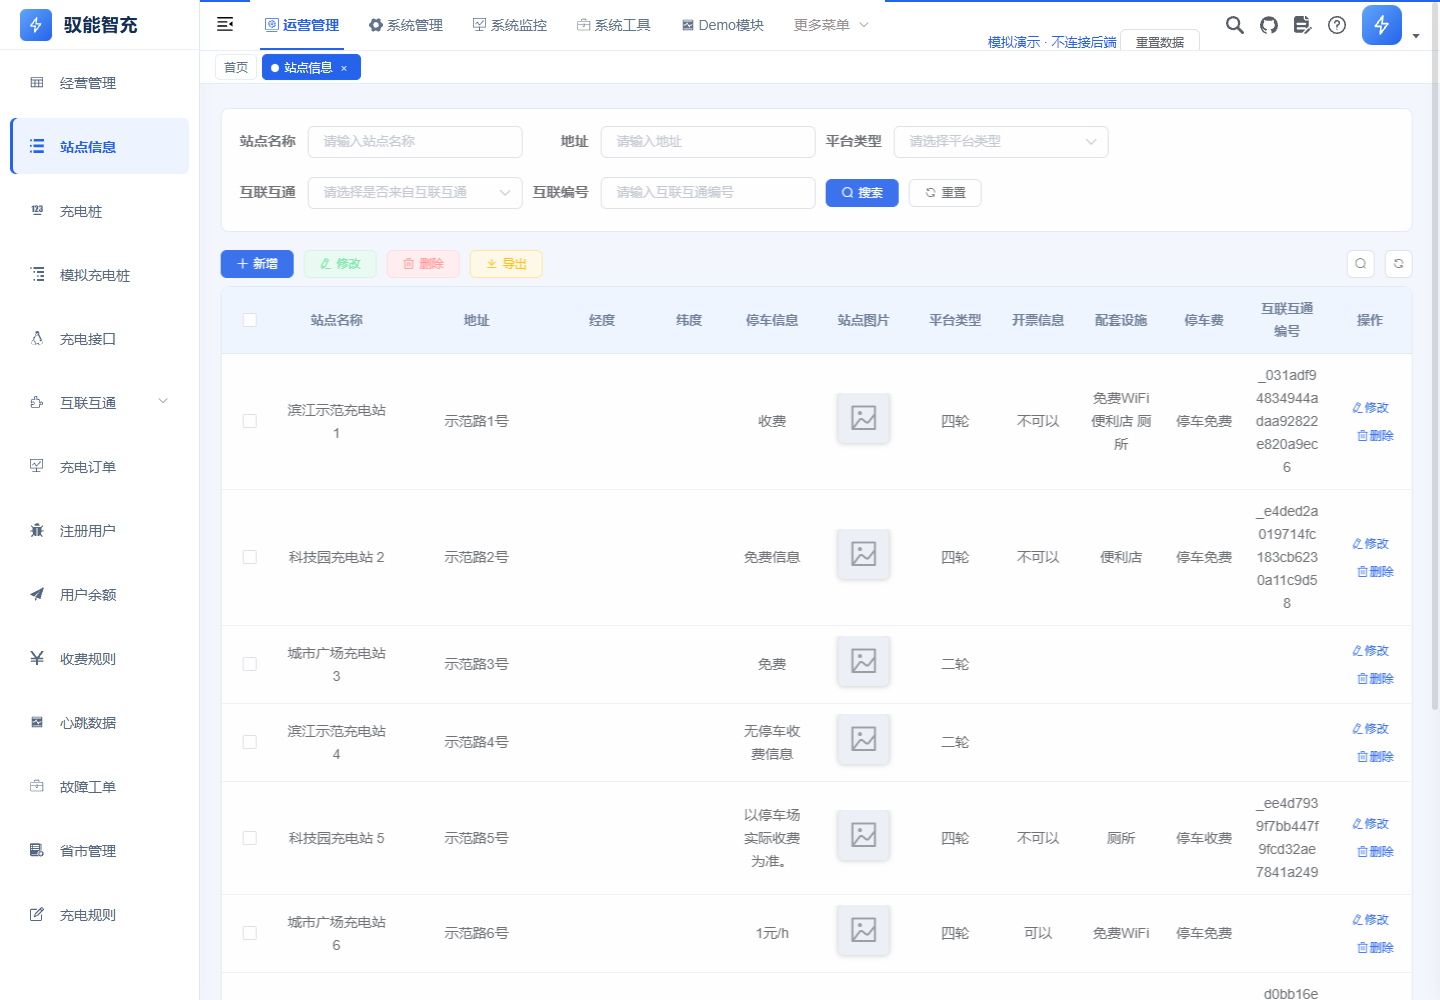 驭能智充
运营管理
系统管理
系统监控
系统工具
Demo模块
更多菜单
模拟演示 · 不连接后端
重置数据
首页
站点信息 ×
经营管理
站点信息
充电桩
模拟充电桩
充电接口
互联互通
充电订单
注册用户
用户余额
收费规则
心跳数据
故障工单
省市管理
充电规则
站点名称 请输入站点名称 地址 请输入地址 平台类型 请选择平台类型
互联互通 请选择是否来自互联互通 互联编号 请输入互联互通编号 搜索 重置
新增 修改 删除 导出
站点名称 地址 经度 纬度 停车信息 站点图片 平台类型 开票信息 配套设施 停车费 互联互通
编号 操作
滨江示范充电站
1
示范路1号
收费
四轮
不可以
免费WiFi
便利店 厕
所
停车免费
_031adf9
4834944a
daa92822
e820a9ec
6
修改
删除
科技园充电站 2
示范路2号
免费信息
四轮
不可以
便利店
停车免费
_e4ded2a
019714fc
183cb623
0a11c9d5
8
修改
删除
城市广场充电站
3
示范路3号
免费
二轮
修改
删除
滨江示范充电站
4
示范路4号
无停车收
费信息
二轮
修改
删除
科技园充电站 5
示范路5号
以停车场
实际收费
为准。
四轮
不可以
厕所
停车收费
_ee4d793
9f7bb447f
9fcd32ae
7841a249
修改
删除
城市广场充电站
6
示范路6号
1元/h
四轮
可以
免费WiFi
停车免费
修改
删除
d0bb16e